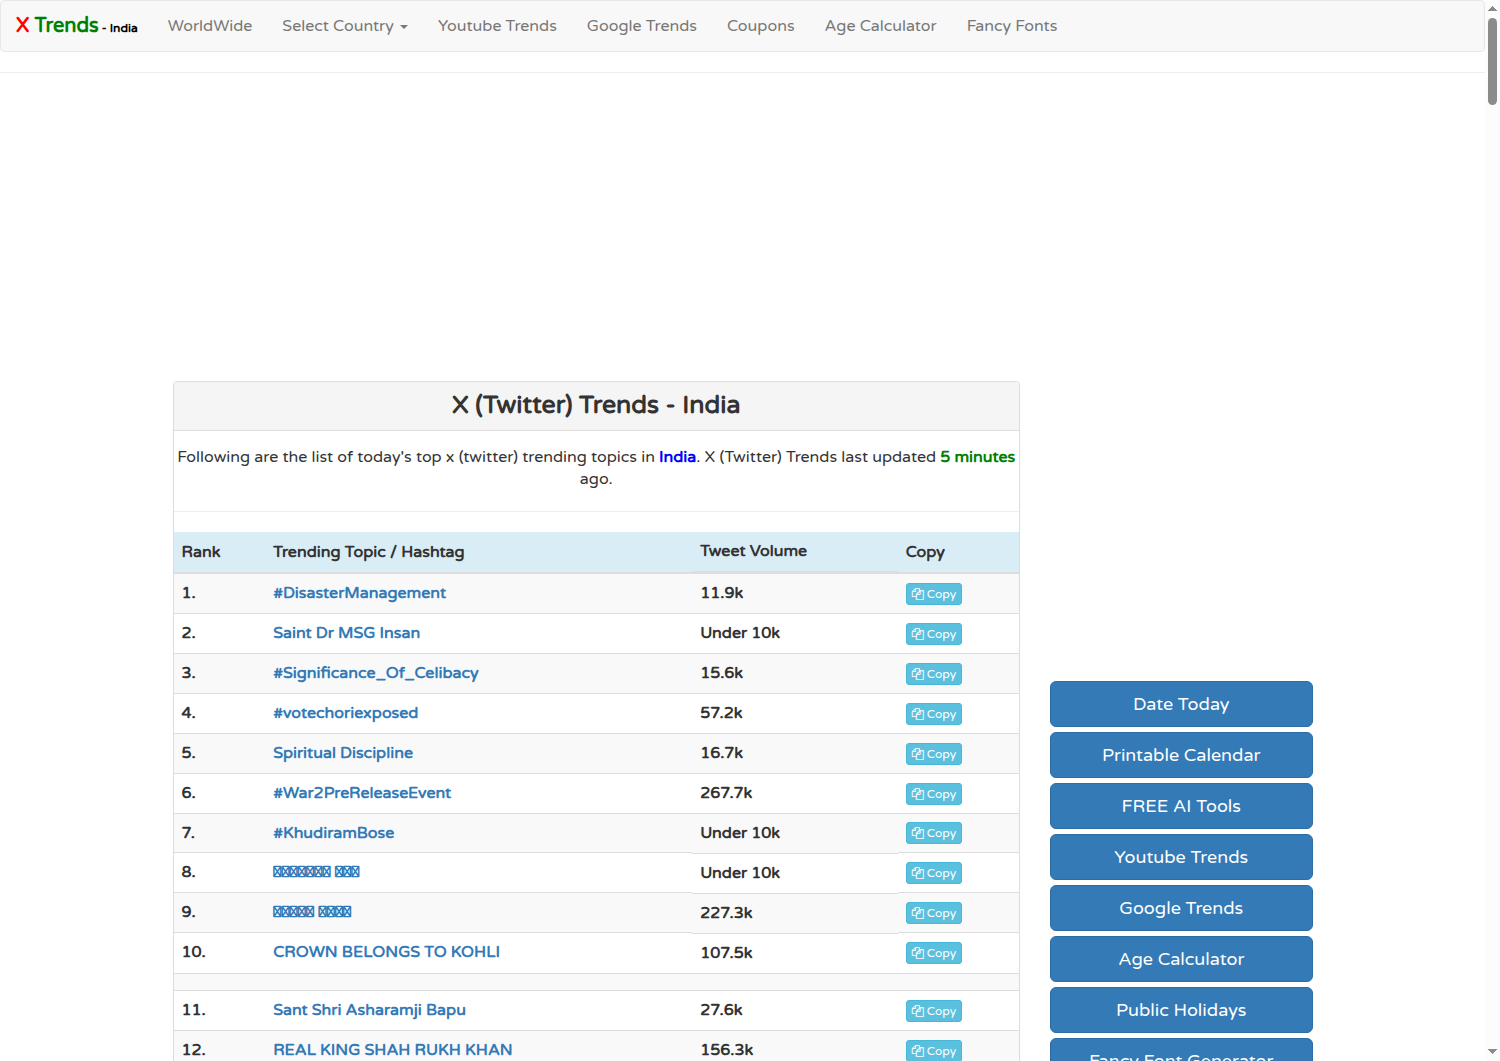 X Trends - India
WorldWide
Select Country
Youtube Trends
Google Trends
Coupons
Age Calculator
Fancy Fonts
X (Twitter) Trends - India
Following are the list of today's top x (twitter) trending topics in India. X (Twitter) Trends last updated 5 minutes
ago.
Rank Trending Topic / Hashtag Tweet Volume Copy
1. #DisasterManagement 11.9k Copy
2. Saint Dr MSG Insan Under 10k Copy
3. #Significance_Of_Celibacy 15.6k Copy
4. #votechoriexposed 57.2k Copy
5. Spiritual Discipline 16.7k Copy
6. #War2PreReleaseEvent 267.7k Copy
7. #KhudiramBose Under 10k Copy
8. Under 10k Copy
9. 227.3k Copy
10. CROWN BELONGS TO KOHLI 107.5k Copy
11. Sant Shri Asharamji Bapu 27.6k Copy
12. REAL KING SHAH RUKH KHAN 156.3k Copy
Date Today
Printable Calendar
FREE AI Tools
Youtube Trends
Google Trends
Age Calculator
Public Holidays
Fancy Font Generator